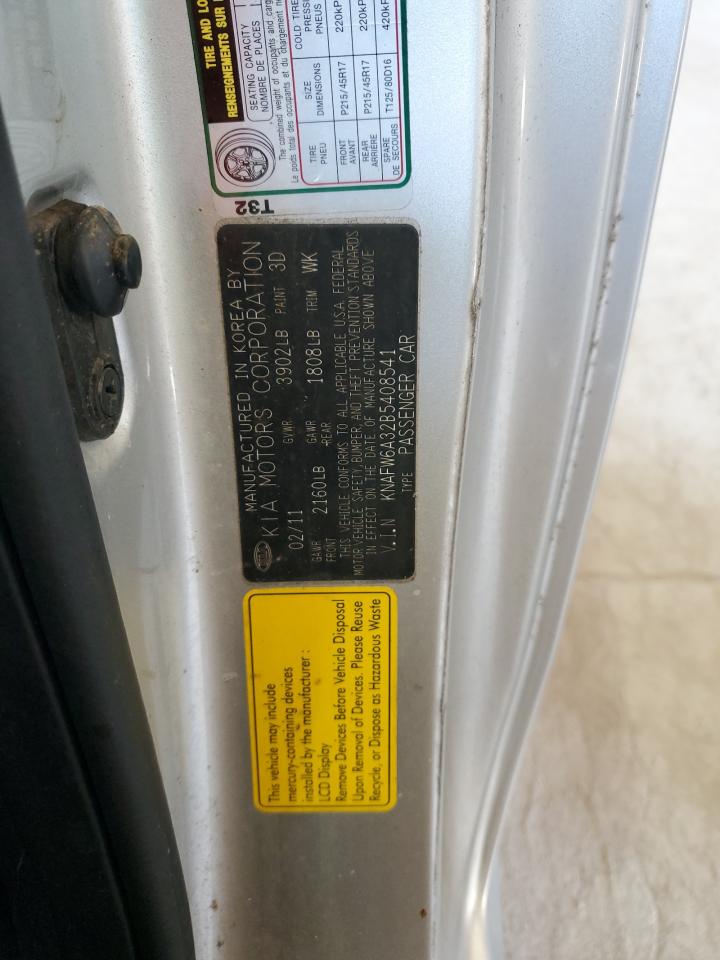 TIRE AND LO
RENSEIGNEMENTS SUR
SEATING CAPACITY
NOMBRE DE PLACES
The combined weight of occupants and carg
Le poids total des occupants et du chargement
TIRE
PNEU
SIZE
DIMENSIONS
COLD TIRE
PRESS
PNEUS
FRONT
AVANT
P215/45R17
220kP
REAR
ARRIÈRE
P215/45R17
220kP
SPARE
DE SECOURS
T125/80D16
420kP
T32
MANUFACTURED IN KOREA BY
KIA MOTORS CORPORATION
02/11 GVWR 3902LB PAINT 3D
GAWR FRONT 2160LB GAWR REAR 1808LB TRIM WK
THIS VEHICLE CONFORMS TO ALL APPLICABLE U.S.A. FEDERAL
MOTOR VEHICLE SAFETY, BUMPER, AND THEFT PREVENTION STANDARDS
IN EFFECT ON THE DATE OF MANUFACTURE SHOWN ABOVE
V.I.N KNAFW6A32B5408541
TYPE PASSENGER CAR
This vehicle may include
mercury-containing devices
installed by the manufacturer :
LCD Display
Remove Devices Before Vehicle Disposal
Upon Removal of Devices. Please Reuse
Recycle, or Dispose as Hazardous Waste